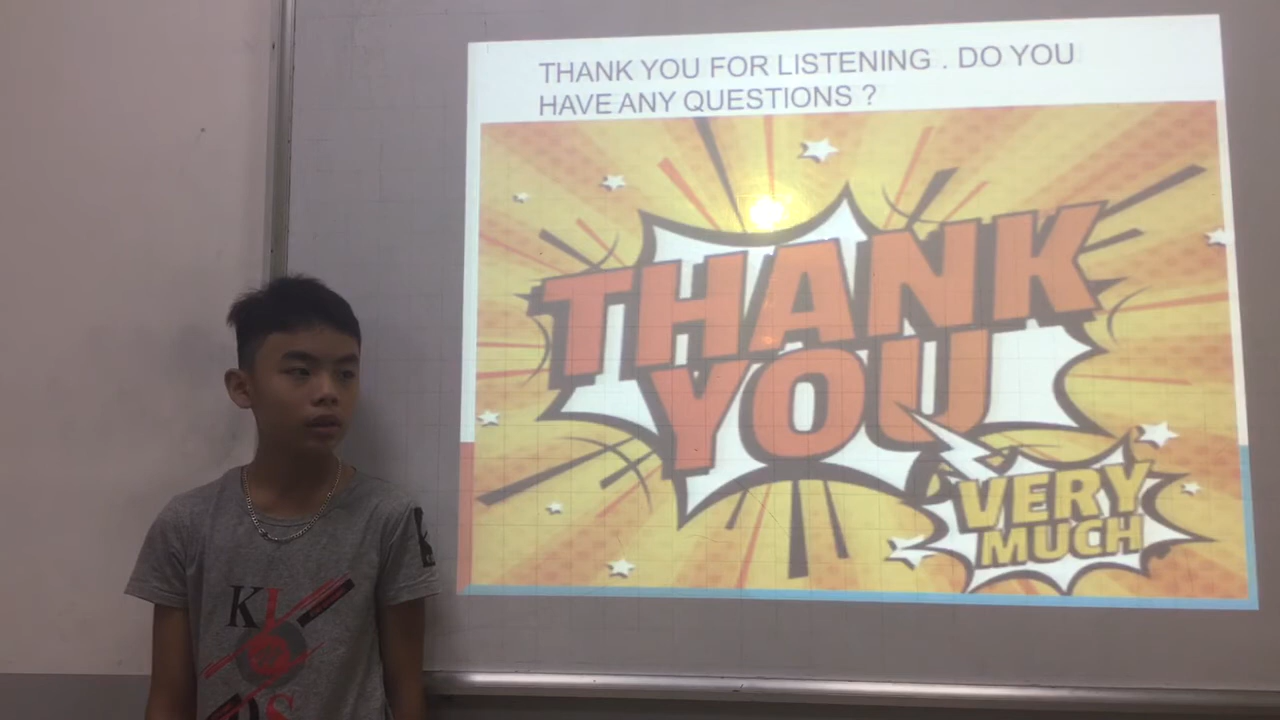 THANK YOU FOR LISTENING . DO YOU
HAVE ANY QUESTIONS ?
THANK
YOU
VERY
MUCH